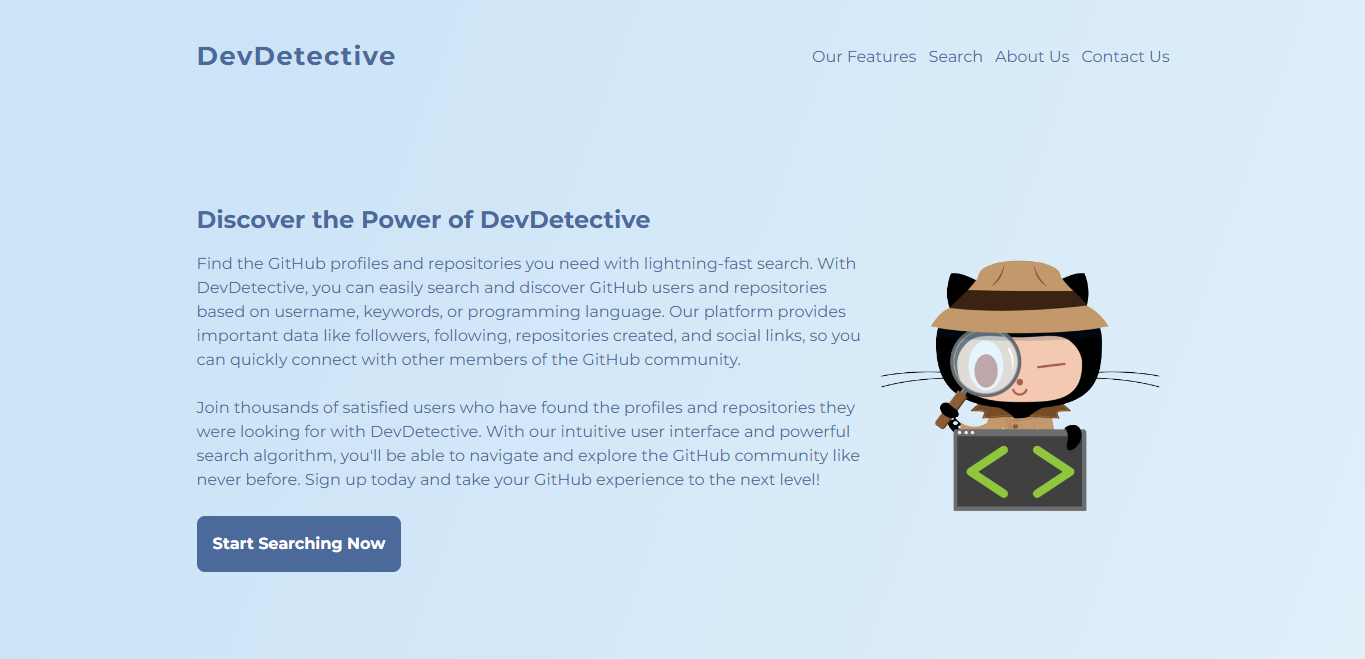 DevDetective
Our Features Search About Us Contact Us
Discover the Power of DevDetective
Find the GitHub profiles and repositories you need with lightning-fast search. With
DevDetective, you can easily search and discover GitHub users and repositories
based on username, keywords, or programming language. Our platform provides
important data like followers, following, repositories created, and social links, so you
can quickly connect with other members of the GitHub community.
Join thousands of satisfied users who have found the profiles and repositories they
were looking for with DevDetective. With our intuitive user interface and powerful
search algorithm, you'll be able to navigate and explore the GitHub community like
never before. Sign up today and take your GitHub experience to the next level!
Start Searching Now